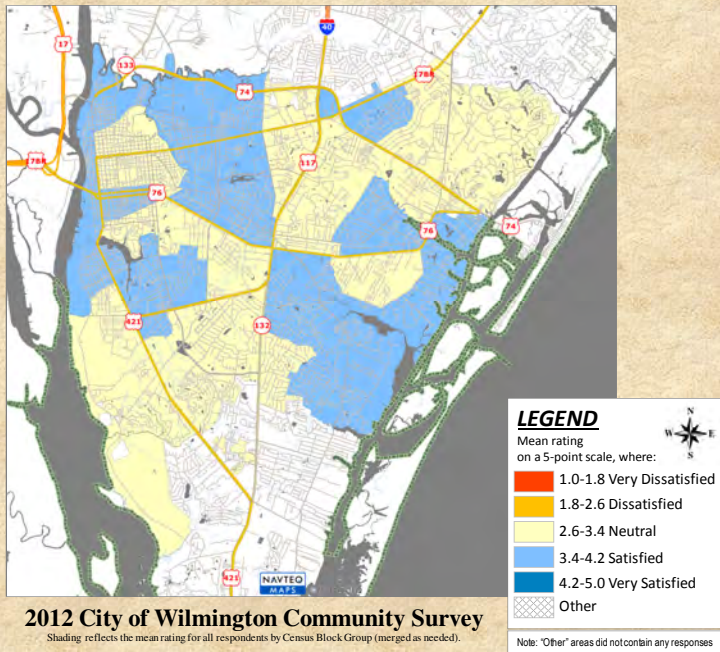 40
17
133
17BR
74
17BR
117
76
76
74
421
132
421
NAVTEQ
MAPS
LEGEND
N
W E
S
Mean rating
on a 5-point scale, where:
1.0-1.8 Very Dissatisfied
1.8-2.6 Dissatisfied
2.6-3.4 Neutral
3.4-4.2 Satisfied
4.2-5.0 Very Satisfied
Other
2012 City of Wilmington Community Survey
Shading reflects the mean rating for all respondents by Census Block Group (merged as needed).
Note: "Other" areas did not contain any responses